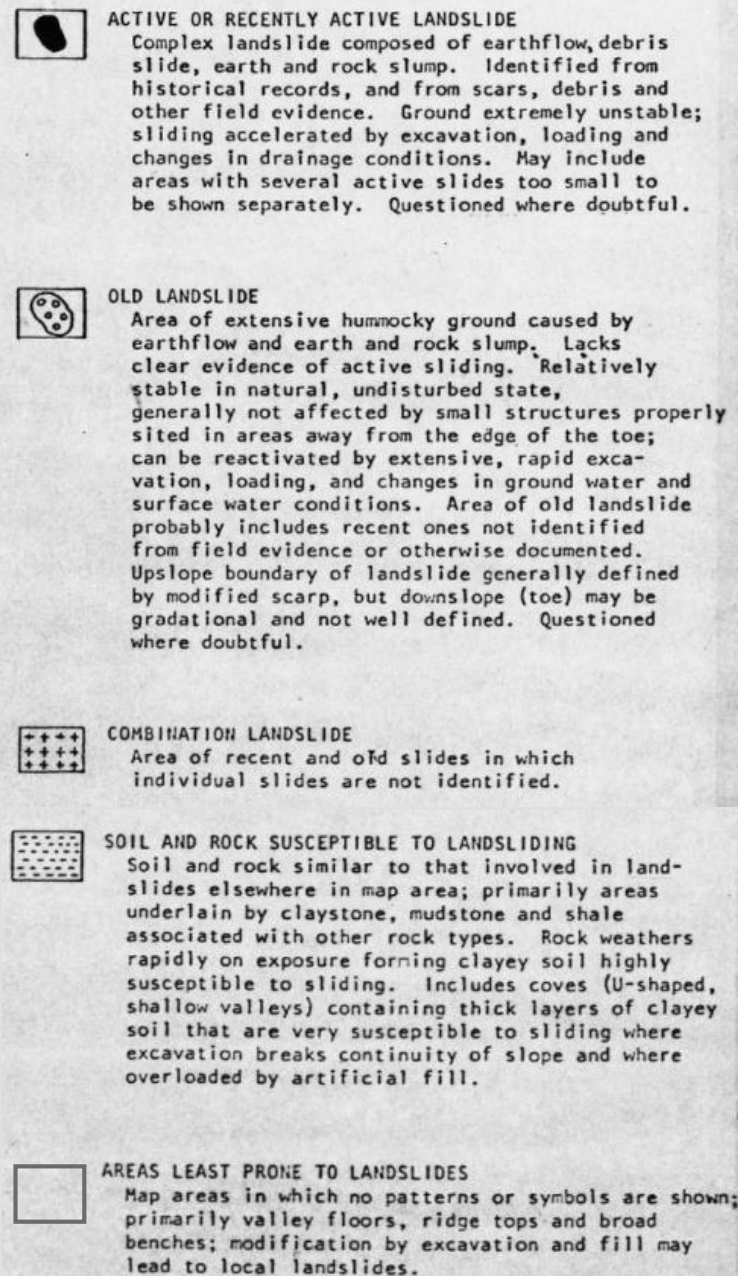 ACTIVE OR RECENTLY ACTIVE LANDSLIDE
Complex landslide composed of earthflow, debris
slide, earth and rock slump. Identified from
historical records, and from scars, debris and
other field evidence. Ground extremely unstable;
sliding accelerated by excavation, loading and
changes in drainage conditions. May include
areas with several active slides too small to
be shown separately. Questioned where doubtful.
OLD LANDSLIDE
Area of extensive hummocky ground caused by
earthflow and earth and rock slump. Lacks
clear evidence of active sliding. Relatively
stable in natural, undisturbed state,
generally not affected by small structures properly
sited in areas away from the edge of the toe;
can be reactivated by extensive, rapid exca-
vation, loading, and changes in ground water and
surface water conditions. Area of old landslide
probably includes recent ones not identified
from field evidence or otherwise documented.
Upslope boundary of landslide generally defined
by modified scarp, but downslope (toe) may be
gradational and not well defined. Questioned
where doubtful.
COMBINATION LANDSLIDE
Area of recent and old slides in which
individual slides are not identified.
SOIL AND ROCK SUSCEPTIBLE TO LANDSLIDING
Soil and rock similar to that involved in land-
slides elsewhere in map area; primarily areas
underlain by claystone, mudstone and shale
associated with other rock types. Rock weathers
rapidly on exposure forming clayey soil highly
susceptible to sliding. Includes coves (U-shaped,
shallow valleys) containing thick layers of clayey
soil that are very susceptible to sliding where
excavation breaks continuity of slope and where
overloaded by artificial fill.
AREAS LEAST PRONE TO LANDSLIDES
Map areas in which no patterns or symbols are shown;
primarily valley floors, ridge tops and broad
benches; modification by excavation and fill may
lead to local landslides.